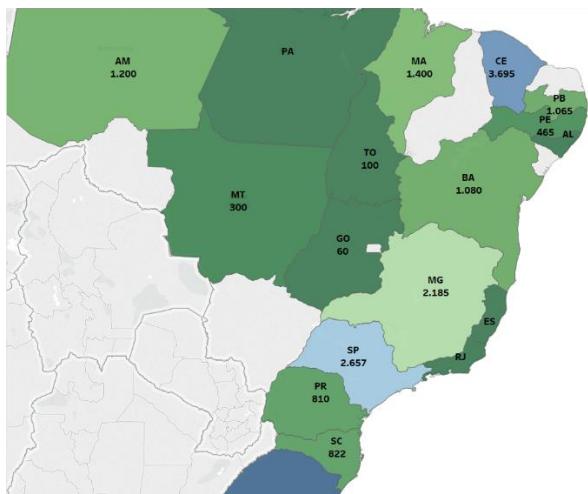 AM
1.200
PA
MA
1.400
CE
3.695
PB
1.065
PE
465
AL
TO
100
BA
1.080
MT
300
GO
60
MG
2.185
ES
RJ
SP
2.657
PR
810
SC
822